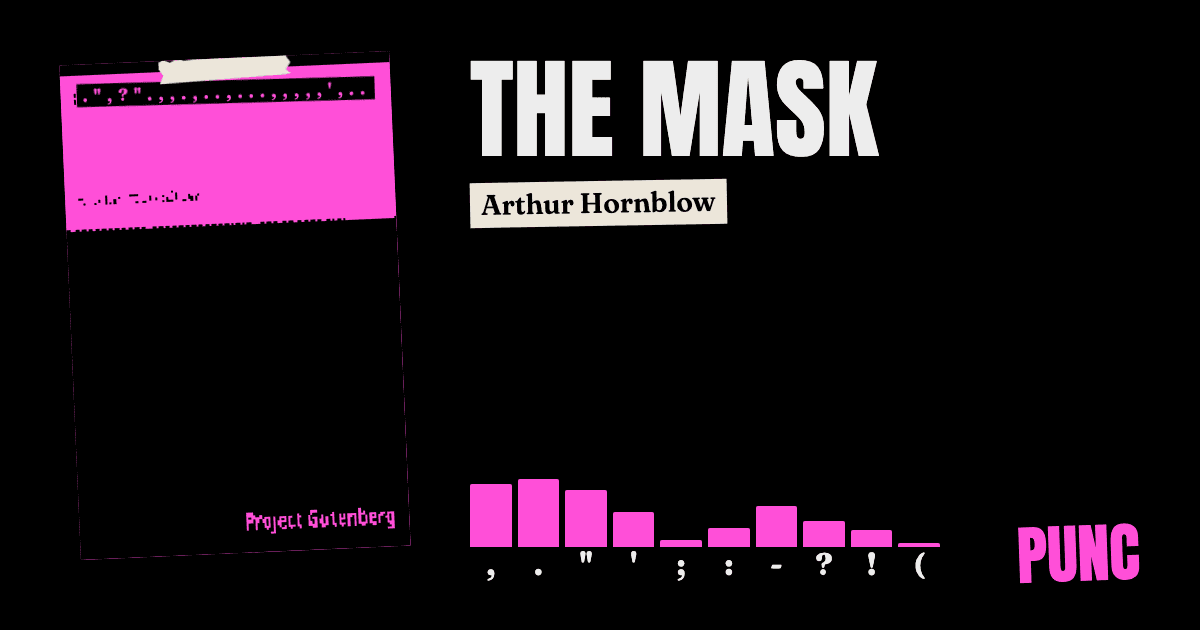 ."‚?".,,.,..,...,,,,,',..
Project Gutenberg
THE MASK
Arthur Hornblow
, . " ' ; : - ? ! (
PUNC